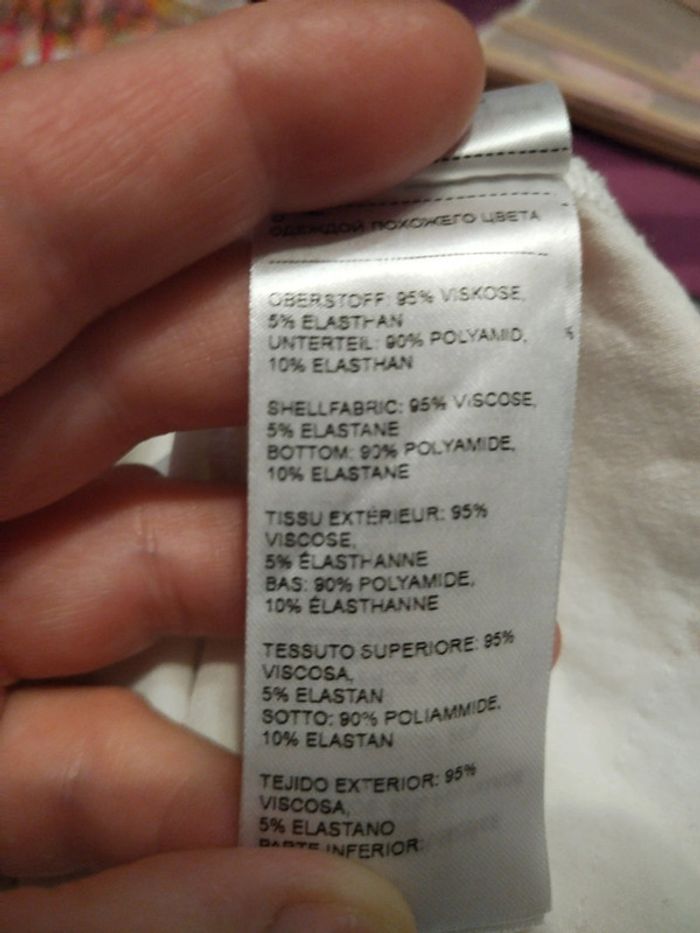 ОДЕЖДОЙ ПОХОЖЕГО ЦВЕТА
OBERSTOFF: 95% VISKOSE,
5% ELASTHAN
UNTERTEIL: 90% POLYAMID,
10% ELASTHAN
SHELLFABRIC: 95% VISCOSE,
5% ELASTANE
BOTTOM: 90% POLYAMIDE,
10% ELASTANE
TISSU EXTÉRIEUR: 95%
VISCOSE,
5% ÉLASTHANNE
BAS: 90% POLYAMIDE,
10% ÉLASTHANNE
TESSUTO SUPERIORE: 95%
VISCOSA,
5% ELASTAN
SOTTO: 90% POLIAMMIDE,
10% ELASTAN
TEJIDO EXTERIOR: 95%
VISCOSA,
5% ELASTANO
PARTE INFERIOR: